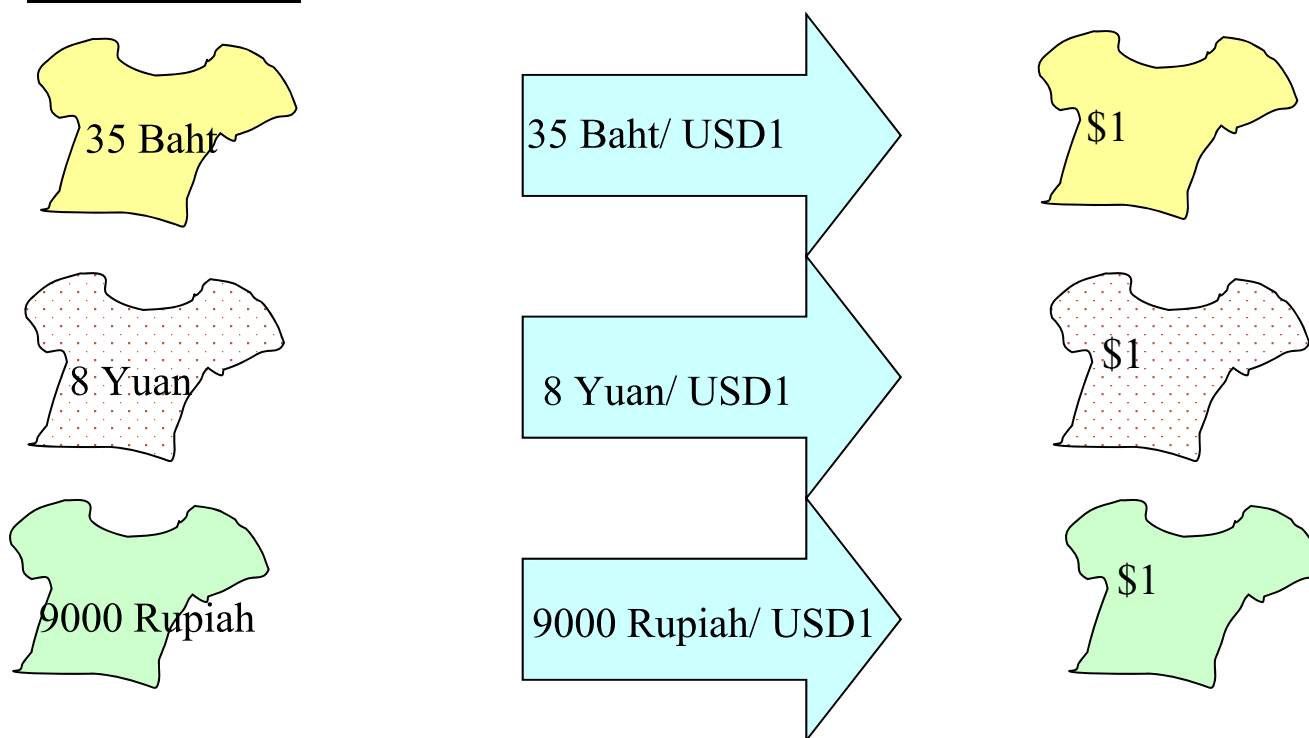 35 Baht
35 Baht/ USD1
$1
8 Yuan
8 Yuan/ USD1
$1
9000 Rupiah
9000 Rupiah/ USD1
$1